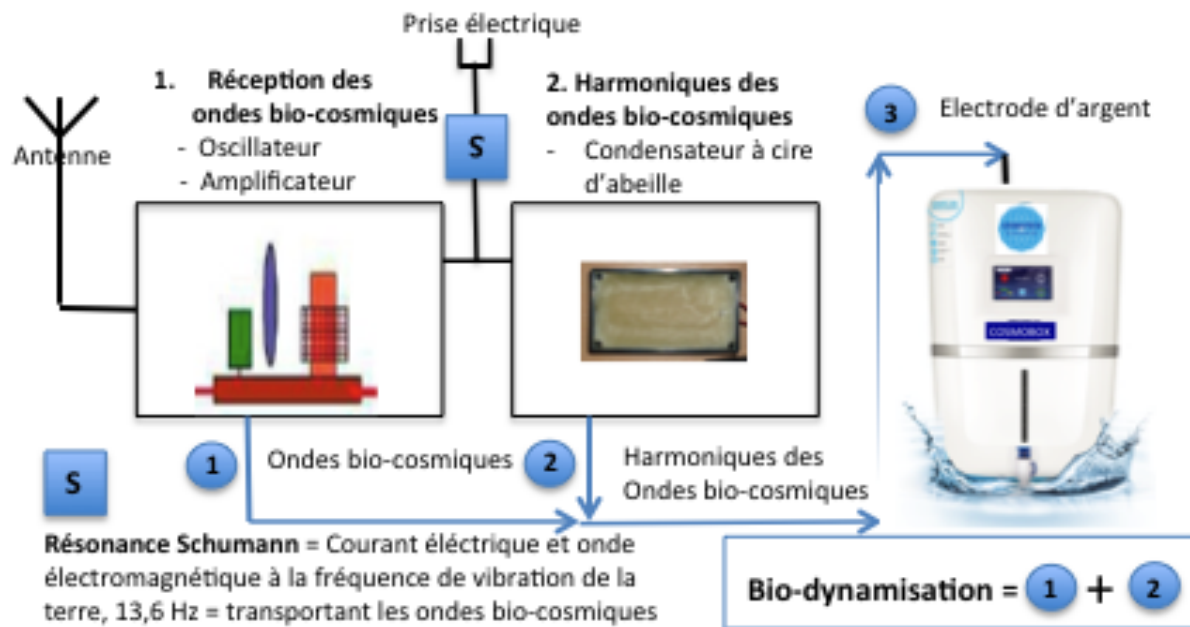 Prise électrique
1. Réception des
ondes bio-cosmiques
- Oscillateur
- Amplificateur
Antenne
S
2. Harmoniques des
ondes bio-cosmiques
- Condensateur à cire
d'abeille
3
Electrode d'argent
COSMOBOX
1
Ondes bio-cosmiques
2
Harmoniques des
Ondes bio-cosmiques
S
Résonance Schumann = Courant éléctrique et onde
électromagnétique à la fréquence de vibration de la
terre, 13,6 Hz = transportant les ondes bio-cosmiques
Bio-dynamisation = 1 + 2